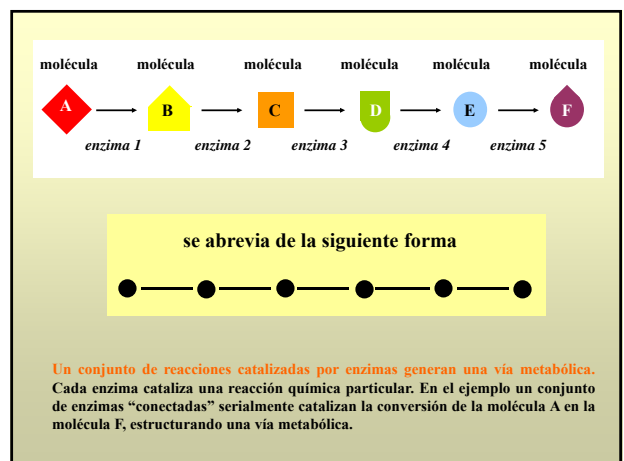 molécula molécula molécula molécula molécula molécula
A B C D E F
enzima 1 enzima 2 enzima 3 enzima 4 enzima 5
se abrevia de la siguiente forma
Un conjunto de reacciones catalizadas por enzimas generan una vía metabólica.
Cada enzima cataliza una reacción química particular. En el ejemplo un conjunto
de enzimas “conectadas” serialmente catalizan la conversión de la molécula A en la
molécula F, estructurando una vía metabólica.